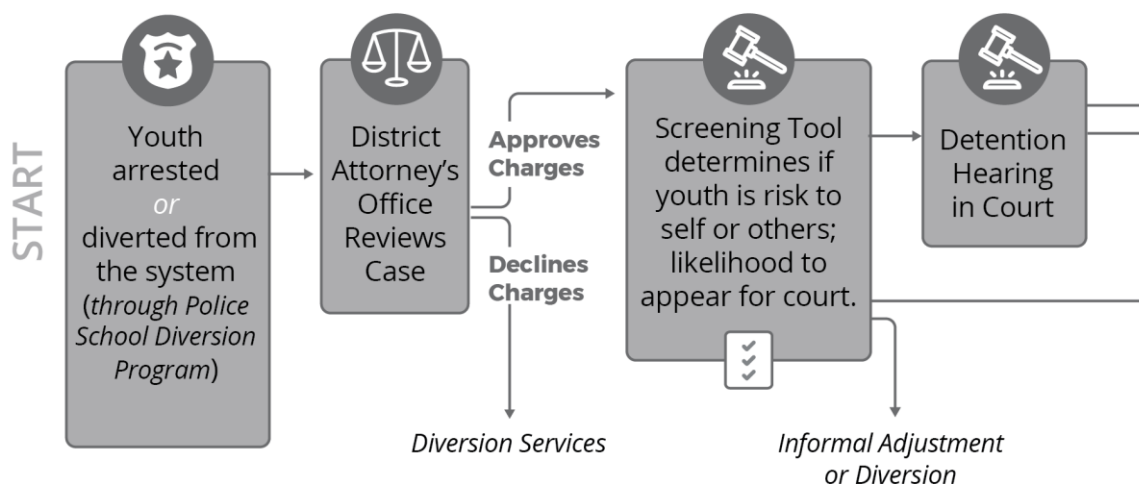 START
Youth
arrested
or
diverted from
the system
(through Police
School Diversion
Program)
District
Attorney's
Office
Reviews
Case
Approves
Charges
Declines
Charges
Diversion Services
Screening Tool
determines if
youth is risk to
self or others;
likelihood to
appear for court.
Informal Adjustment
or Diversion
Detention
Hearing
in Court